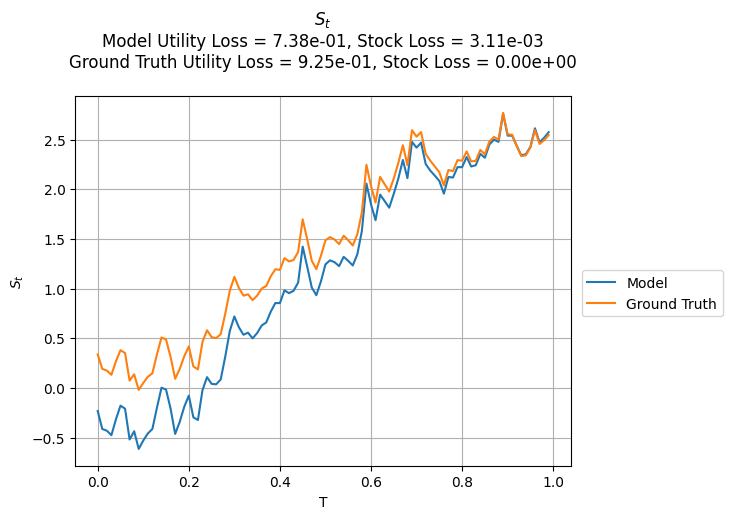 S_t
Model Utility Loss = 7.38e-01, Stock Loss = 3.11e-03
Ground Truth Utility Loss = 9.25e-01, Stock Loss = 0.00e+00
2.5
2.0
1.5
1.0
0.5
0.0
−0.5
S_t
0.0 0.2 0.4 0.6 0.8 1.0
T
Model
Ground Truth